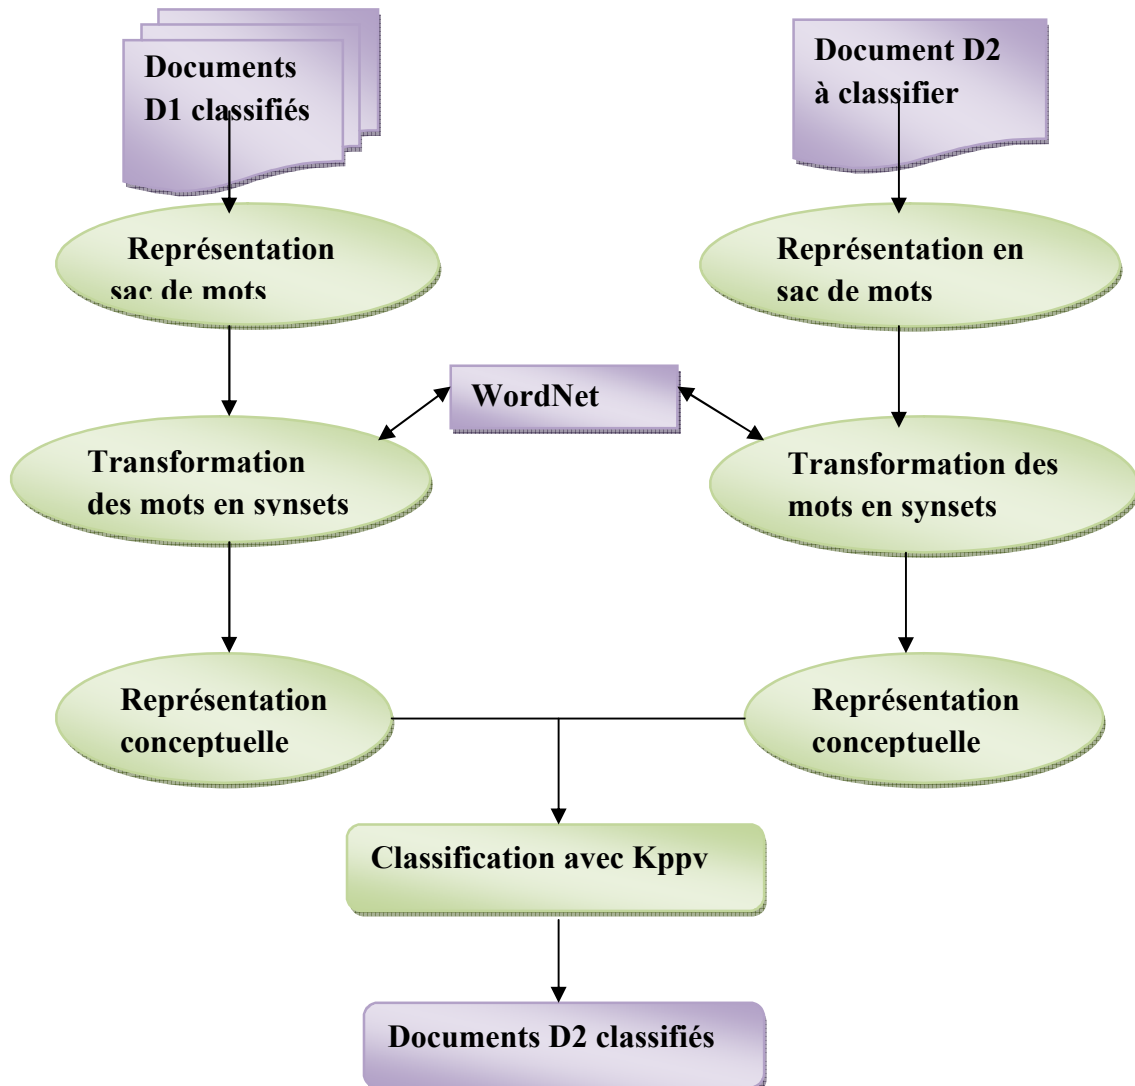 Documents
D1 classifiés
Document D2
à classifier
Représentation
sac de mots
Représentation en
sac de mots
WordNet
Transformation
des mots en synsets
Transformation des
mots en synsets
Représentation
conceptuelle
Représentation
conceptuelle
Classification avec Kppv
Documents D2 classifiés